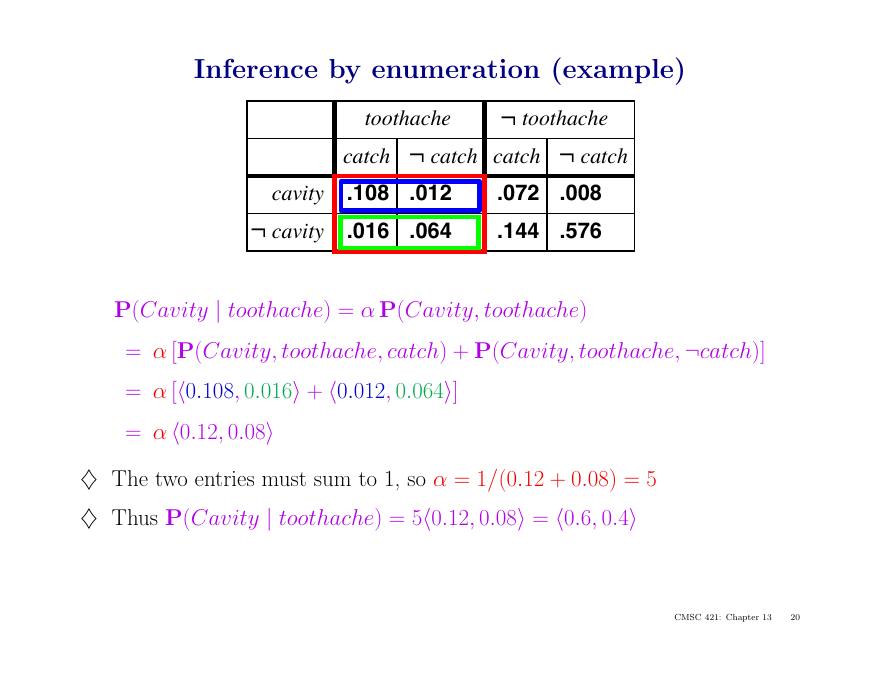 Inference by enumeration (example)
toothache ¬ toothache
catch ¬ catch catch ¬ catch
cavity .108 .012 .072 .008
¬ cavity .016 .064 .144 .576
P(Cavity | toothache) = α P(Cavity, toothache)
= α [P(Cavity, toothache, catch) + P(Cavity, toothache, ¬catch)]
= α [⟨0.108, 0.016⟩ + ⟨0.012, 0.064⟩]
= α ⟨0.12, 0.08⟩
♢ The two entries must sum to 1, so α = 1/(0.12 + 0.08) = 5
♢ Thus P(Cavity | toothache) = 5⟨0.12, 0.08⟩ = ⟨0.6, 0.4⟩
CMSC 421: Chapter 13 20